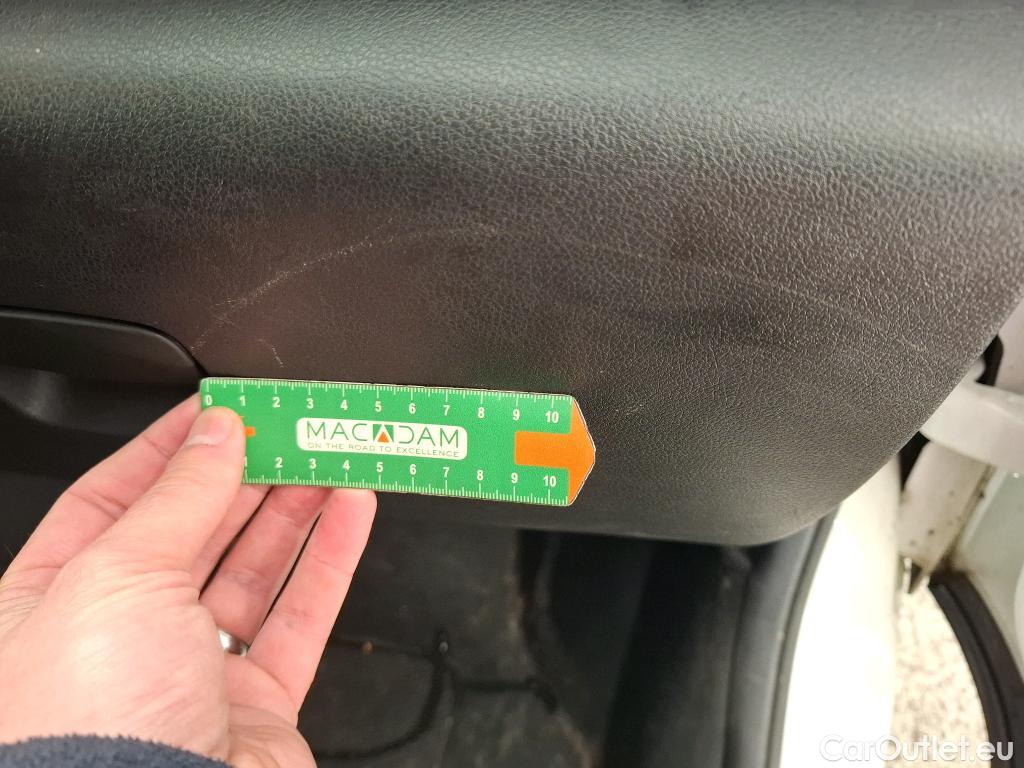 0 1 2 3 4 5 6 7 8 9 10
MACADAM
ON THE ROAD TO EXCELLENCE
1 2 3 4 5 6 7 8 9 10
CarOutlet.eu